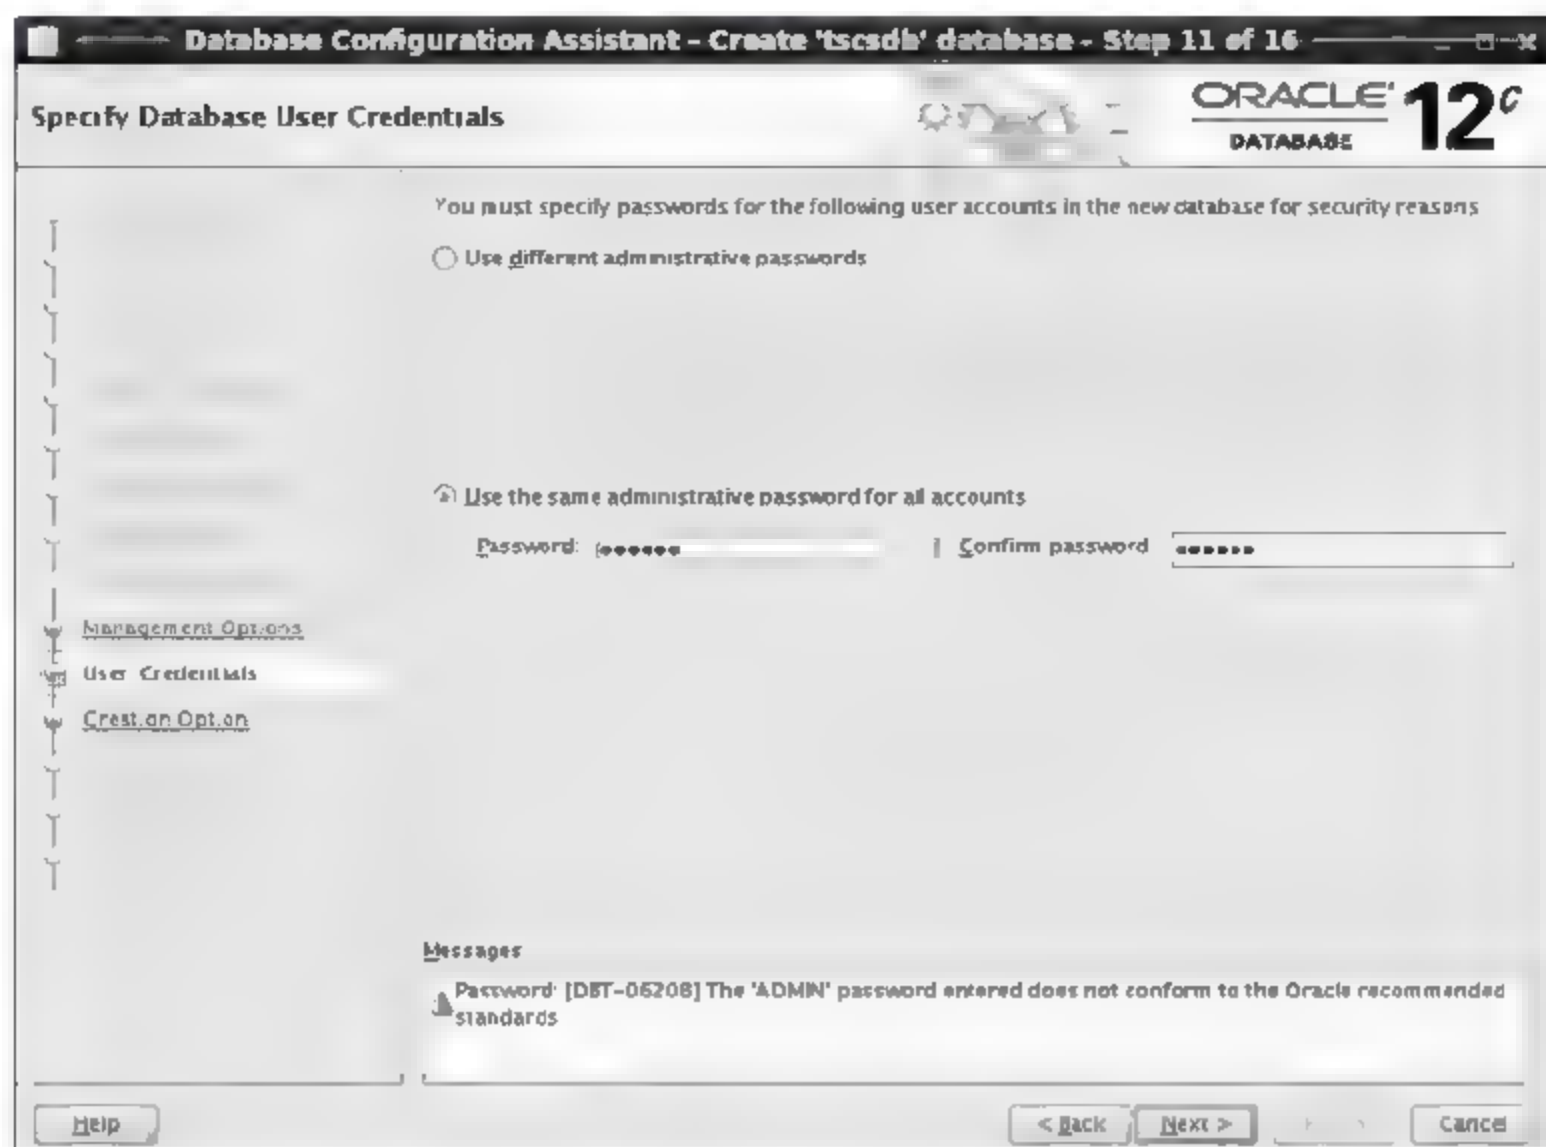 Database Configuration Assistant - Create 'tscsdb' database - Step 11 of 16
Specify Database User Credentials
ORACLE
DATABASE
12c
You must specify passwords for the following user accounts in the new database for security reasons
Use different administrative passwords
Use the same administrative password for all accounts
Password:
Confirm password
Management Options
User Credentials
Creation Option
Messages
Password: [DBT-06208] The 'ADMIN' password entered does not conform to the Oracle recommended
standards
Help
< Back
Next >
Cancel